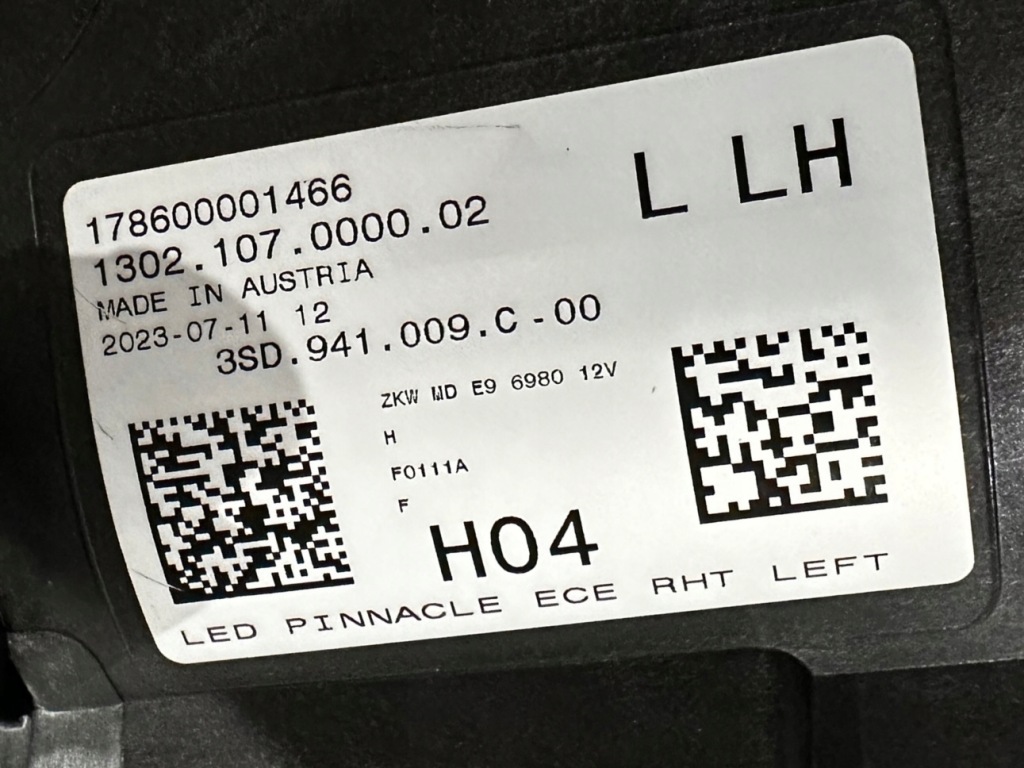 178600001466
1302.107.0000.02
MADE IN AUSTRIA
2023-07-11 12
3SD.941.009.C-00
L LH
ZKW MD E9 6980 12V
H
F0111A
F
H04
LED PINNACLE ECE RHT LEFT